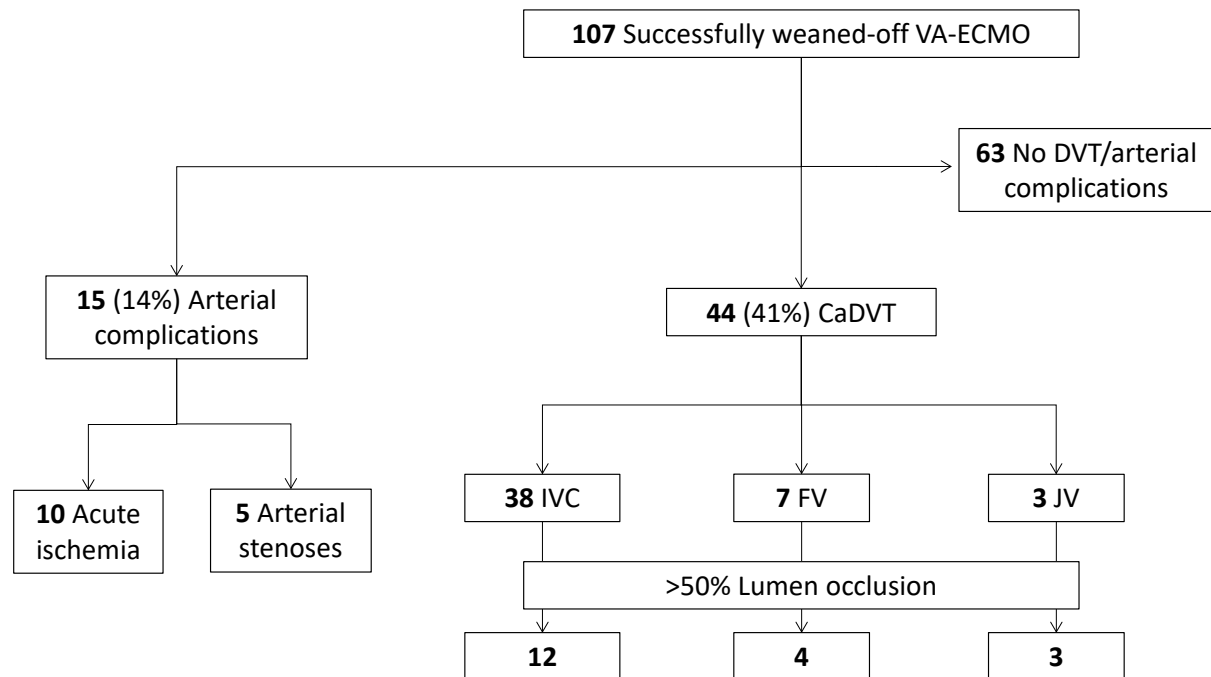 107 Successfully weaned-off VA-ECMO
63 No DVT/arterial
complications
15 (14%) Arterial
complications
44 (41%) CaDVT
10 Acute
ischemia
5 Arterial
stenoses
38 IVC
7 FV
3 JV
>50% Lumen occlusion
12
4
3